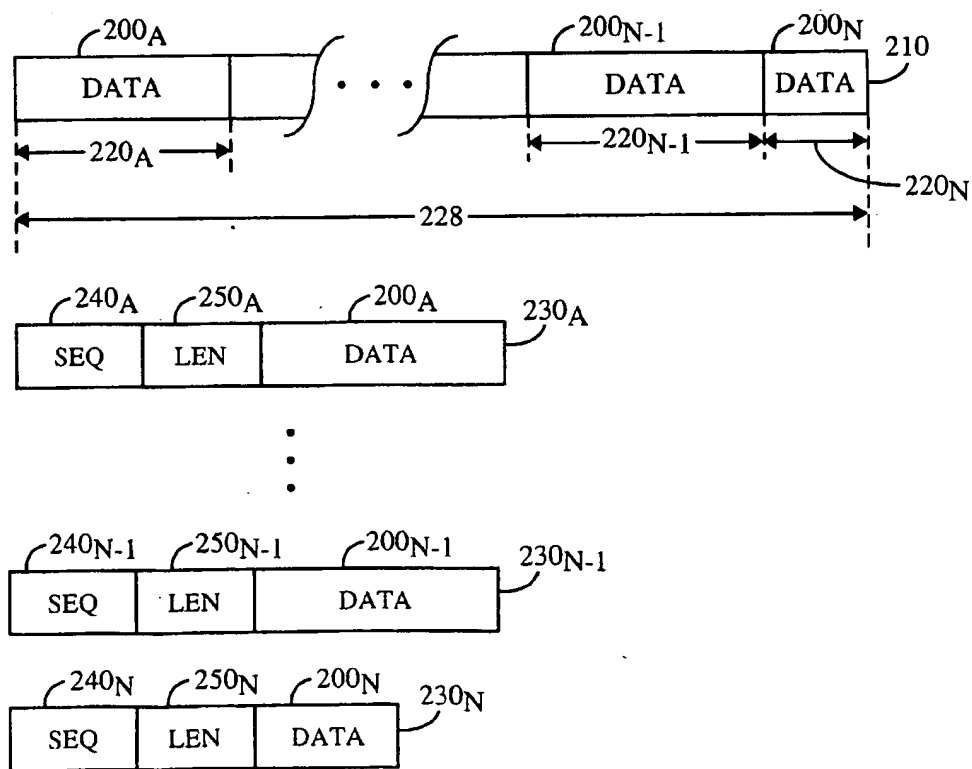 200A 200N-1 200N 210
DATA . . . DATA DATA
220A 220N-1 220N
228
240A 250A 200A 230A
SEQ LEN DATA
240N-1 250N-1 200N-1 230N-1
SEQ LEN DATA
240N 250N 200N 230N
SEQ LEN DATA